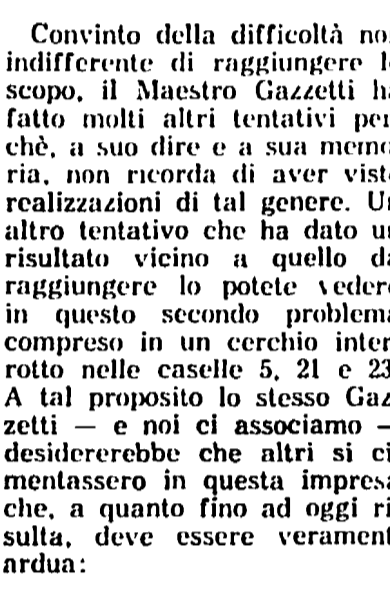 Convinto della difficoltà no
indifferente di raggiungere l
scopo, il Maestro Gazzetti ha
fatto molti altri tentativi per
chè, a suo dire e a sua memo
ria, non ricorda di aver vist
realizzazioni di tal genere. U
altro tentativo che ha dato u
risultato vicino a quello da
raggiungere lo potete vedere
in questo secondo problema
compreso in un cerchio inter
rotto nelle caselle 5, 21 e 23
A tal proposito lo stesso Gaz
zetti — e noi ci associamo —
desidererebbe che altri si ci
mentassero in questa impresa
che, a quanto fino ad oggi ri
sulta, deve essere verament
ardua: